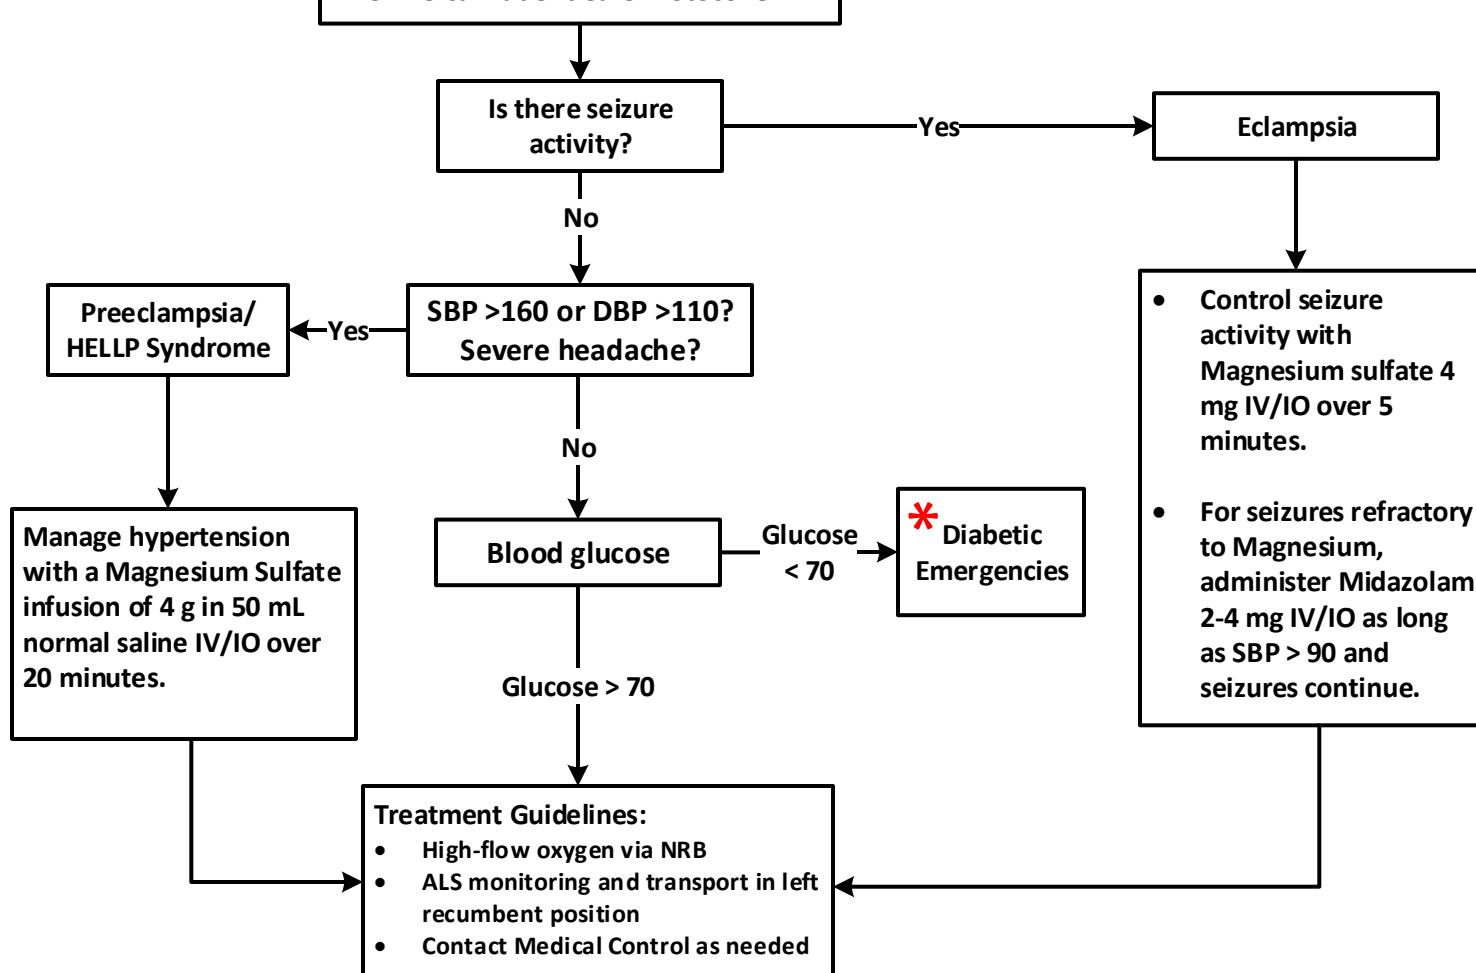 Is there seizure
activity?
Yes
Eclampsia
No
Preeclampsia/
HELLP Syndrome
Yes
SBP >160 or DBP >110?
Severe headache?
• Control seizure
activity with
Magnesium sulfate 4
mg IV/IO over 5
minutes.
• For seizures refractory
to Magnesium,
administer Midazolam
2-4 mg IV/IO as long
as SBP > 90 and
seizures continue.
No
Manage hypertension
with a Magnesium Sulfate
infusion of 4 g in 50 mL
normal saline IV/IO over
20 minutes.
Blood glucose
Glucose
< 70
* Diabetic
Emergencies
Glucose > 70
Treatment Guidelines:
• High-flow oxygen via NRB
• ALS monitoring and transport in left
recumbent position
• Contact Medical Control as needed